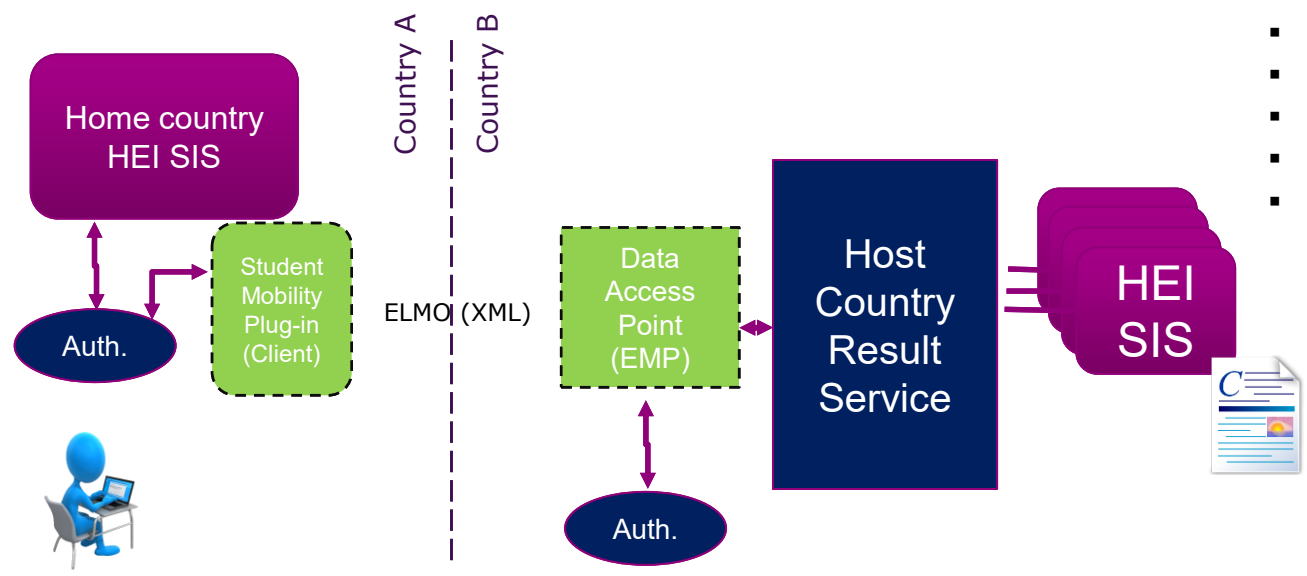 Country A
Country B
Home country
HEI SIS
Student
Mobility
Plug-in
(Client)
Auth.
ELMO (XML)
Data
Access
Point
(EMP)
Auth.
Host
Country
Result
Service
HEI
SIS
C